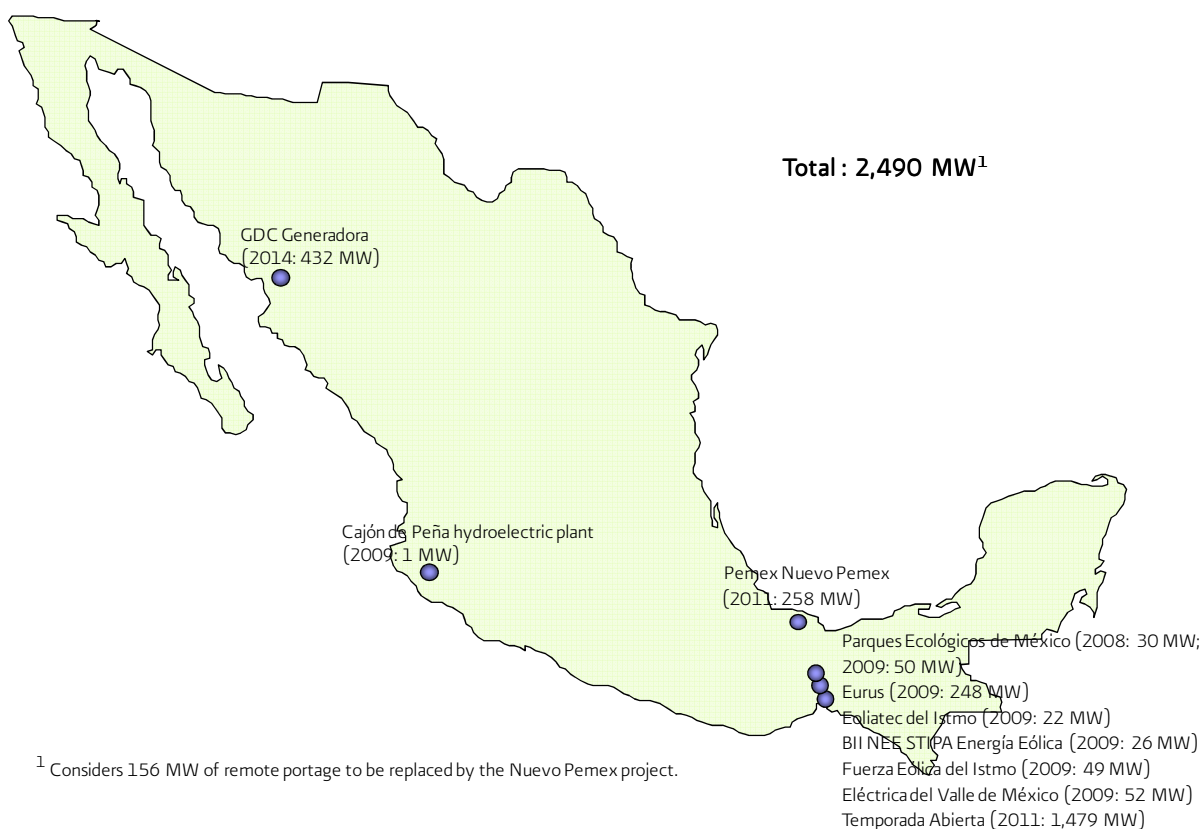 Total : 2,490 MW¹
GDC Generadora
(2014: 432 MW)
Cajón de Peña hydroelectric plant
(2009: 1 MW)
Pemex Nuevo Pemex
(2011: 258 MW)
Parques Ecológicos de México (2008: 30 MW;
2009: 50 MW)
Eurus (2009: 248 MW)
Eoliatec del Istmo (2009: 22 MW)
BII NEE STIPA Energía Eólica (2009: 26 MW)
Fuerza Eólica del Istmo (2009: 49 MW)
Eléctrica del Valle de México (2009: 52 MW)
Temporada Abierta (2011: 1,479 MW)
¹ Considers 156 MW of remote portage to be replaced by the Nuevo Pemex project.